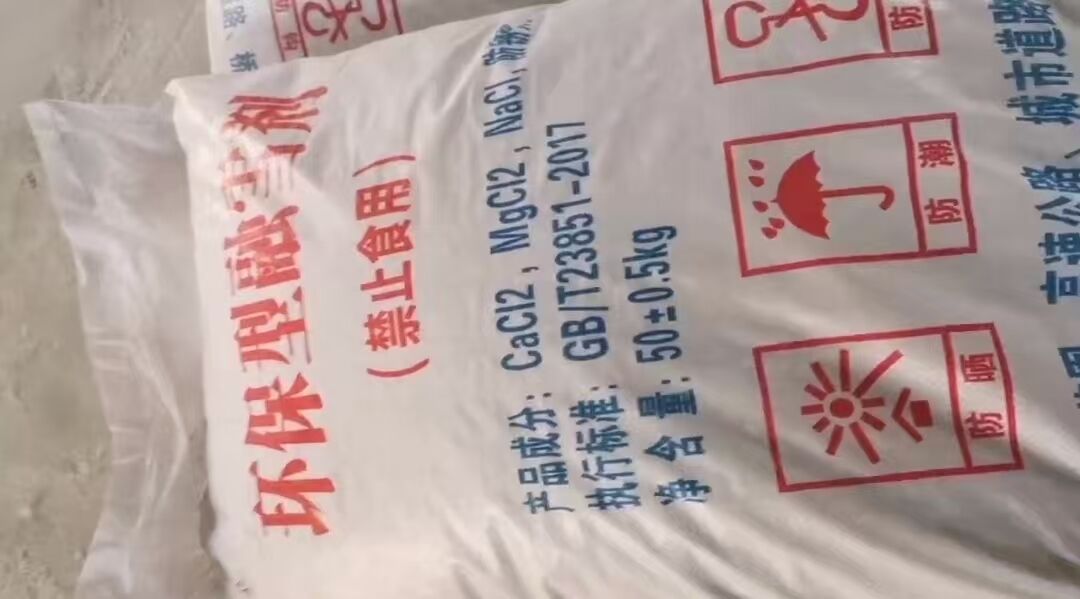 环保型融雪剂
(禁止食用)
产品成分: CaCl2, MgCl2, NaCl, 防
执行标准: GB/T23851-2017
净 含 量: 50±0.5kg
防晒
防潮
防
高速公路、城市道路